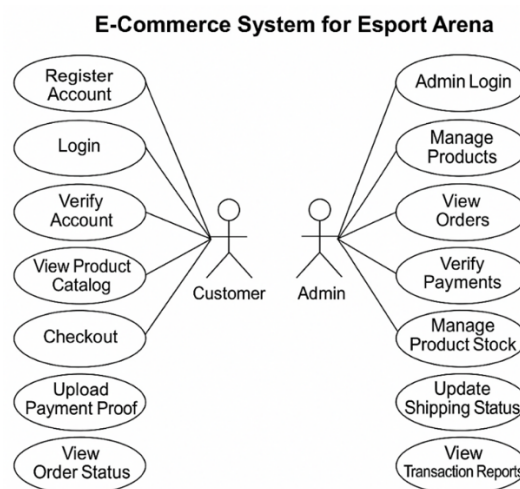 E-Commerce System for Esport Arena
Register
Account
Login
Verify
Account
View Product
Catalog
Checkout
Upload
Payment Proof
View
Order Status
Customer
Admin
Admin Login
Manage
Products
View
Orders
Verify
Payments
Manage
Product Stock
Update
Shipping Status
View
Transaction Reports